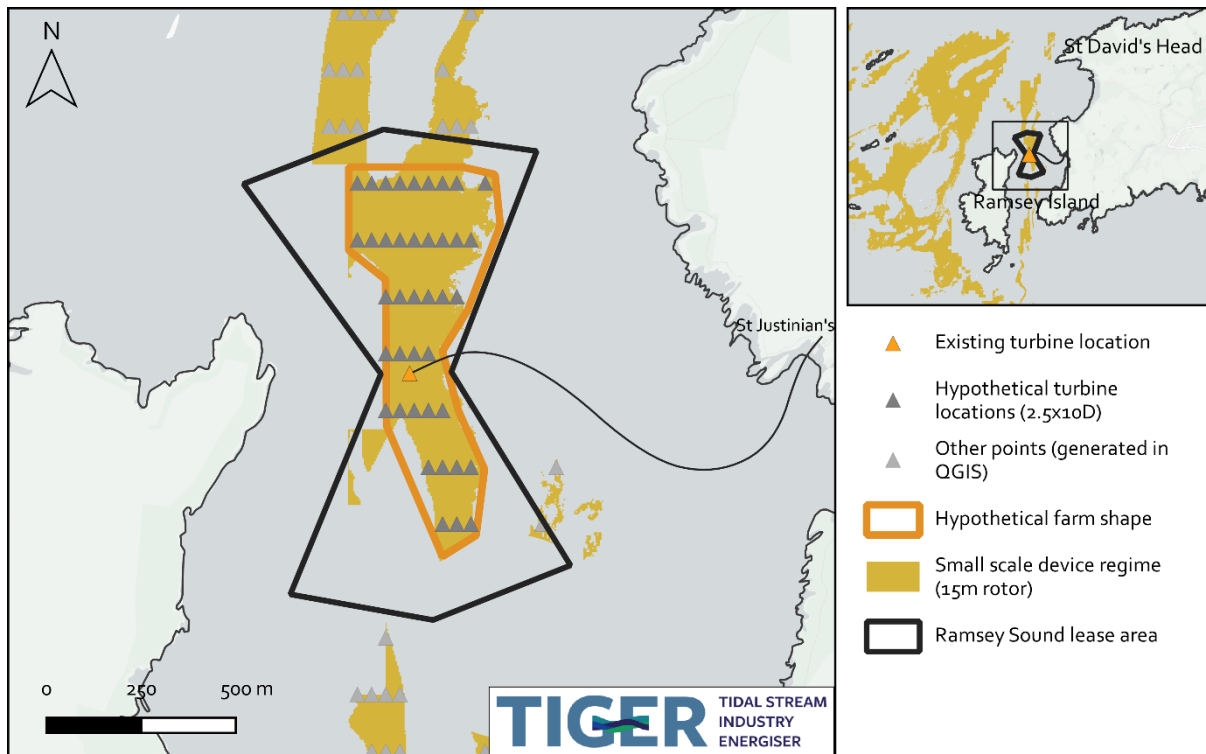 N
St Justinian's
0
250
500 m
TIGER
TIDAL STREAM
INDUSTRY
ENERGISER
St David's Head
Ramsey Island
Existing turbine location
Hypothetical turbine
locations (2.5x10D)
Other points (generated in
QGIS)
Hypothetical farm shape
Small scale device regime
(15m rotor)
Ramsey Sound lease area